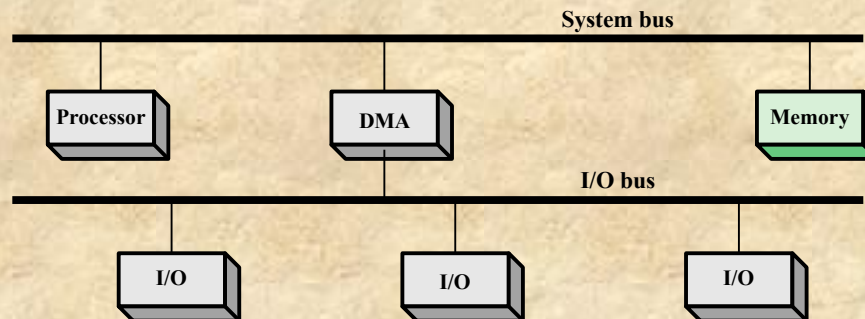 System bus
Processor
DMA
Memory
I/O bus
I/O
I/O
I/O